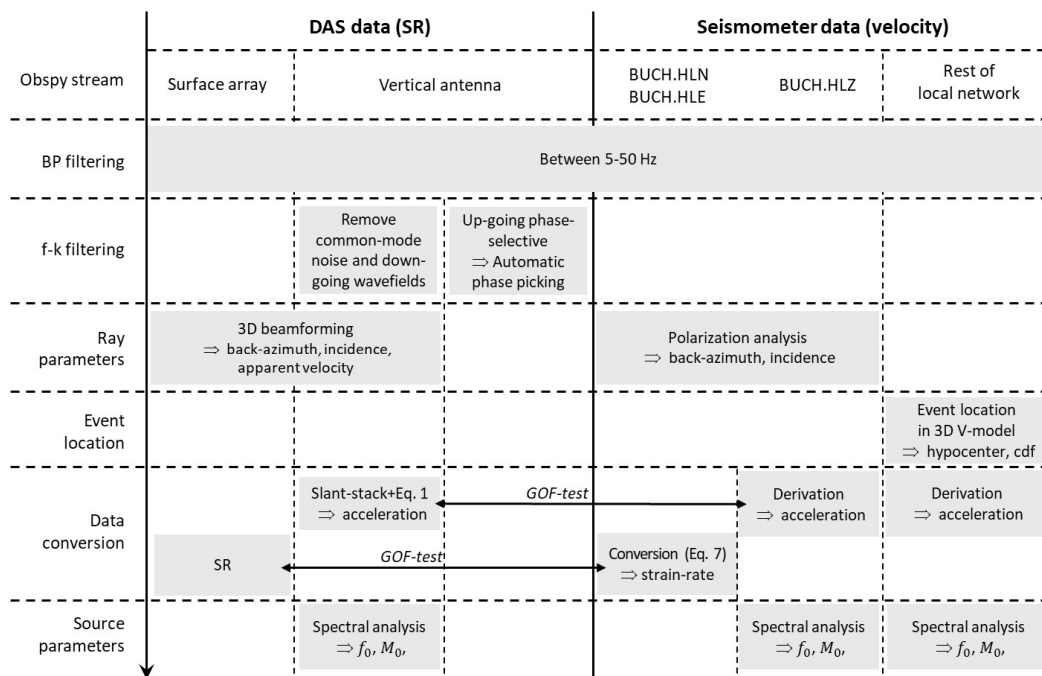 DAS data (SR)
Seismometer data (velocity)
Obspy stream
Surface array
Vertical antenna
BUCH.HLN
BUCH.HLE
BUCH.HLZ
Rest of
local network
BP filtering
Between 5-50 Hz
f-k filtering
Remove
common-mode
noise and down-
going wavefields
Up-going phase-
selective
⇒ Automatic
phase picking
Ray
parameters
3D beamforming
⇒ back-azimuth, incidence,
apparent velocity
Polarization analysis
⇒ back-azimuth, incidence
Event
location
Event location
in 3D V-model
⇒ hypocenter, cdf
Data
conversion
Slant-stack+Eq. 1
⇒ acceleration
GOF-test
Derivation
⇒ acceleration
Derivation
⇒ acceleration
SR
GOF-test
Conversion (Eq. 7)
⇒ strain-rate
Source
parameters
Spectral analysis
⇒ f₀, M₀,
Spectral analysis
⇒ f₀, M₀,
Spectral analysis
⇒ f₀, M₀,